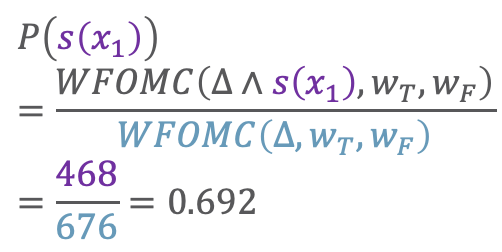 P(s(x₁))
= WFOMC(Δ ∧ s(x₁), w_T, w_F)
WFOMC(Δ, w_T, w_F)
= 468 / 676 = 0.692